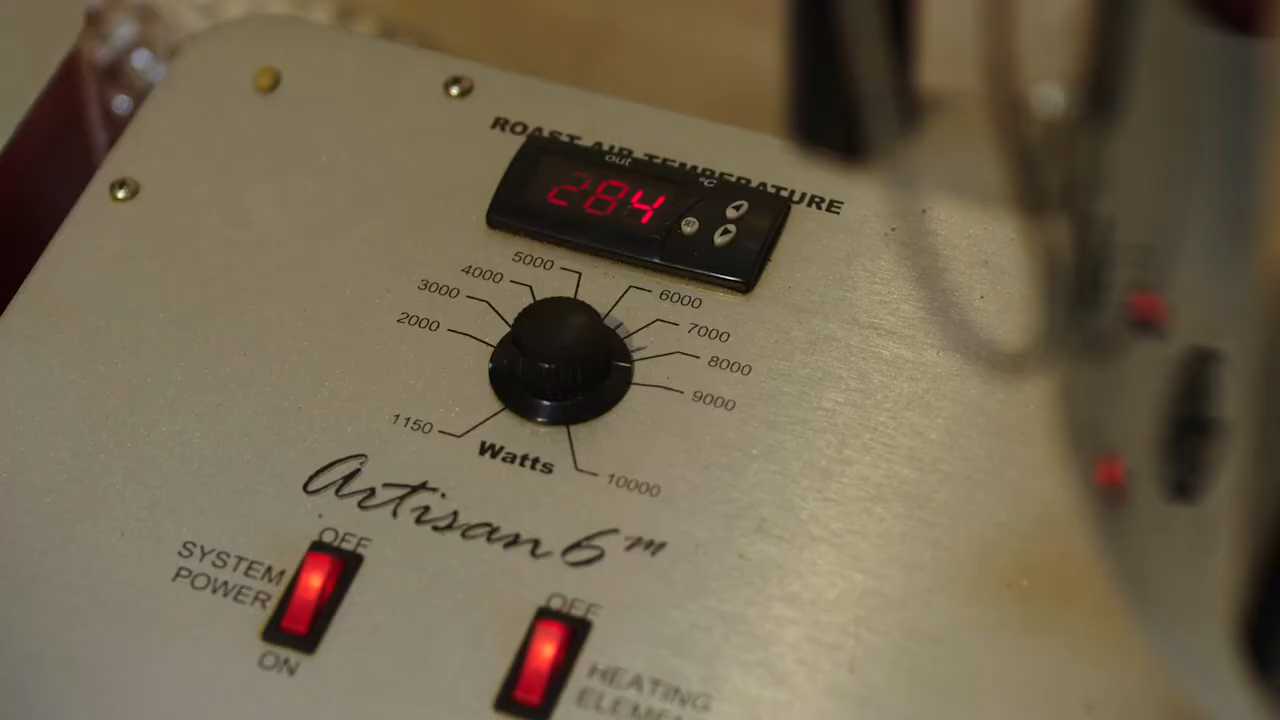 ROAST AIR TEMPERATURE
out
°C
284
SET
5000
4000
6000
3000
7000
2000
8000
9000
1150
Watts
10000
Artisan 6™
OFF
SYSTEM
POWER
ON
OFF
HEATING